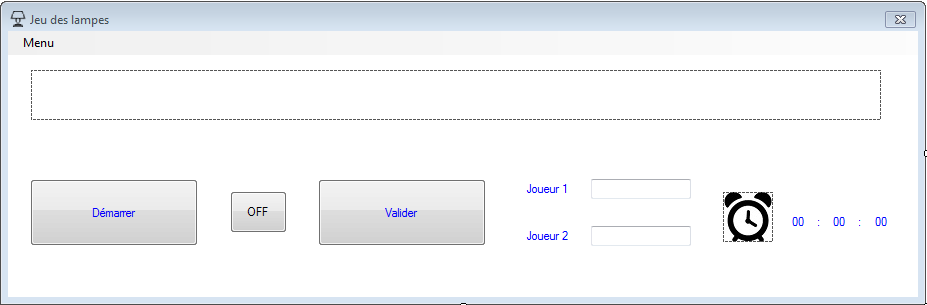 Jeu des lampes
Menu
Démarrer
OFF
Valider
Joueur 1
Joueur 2
00 : 00 : 00